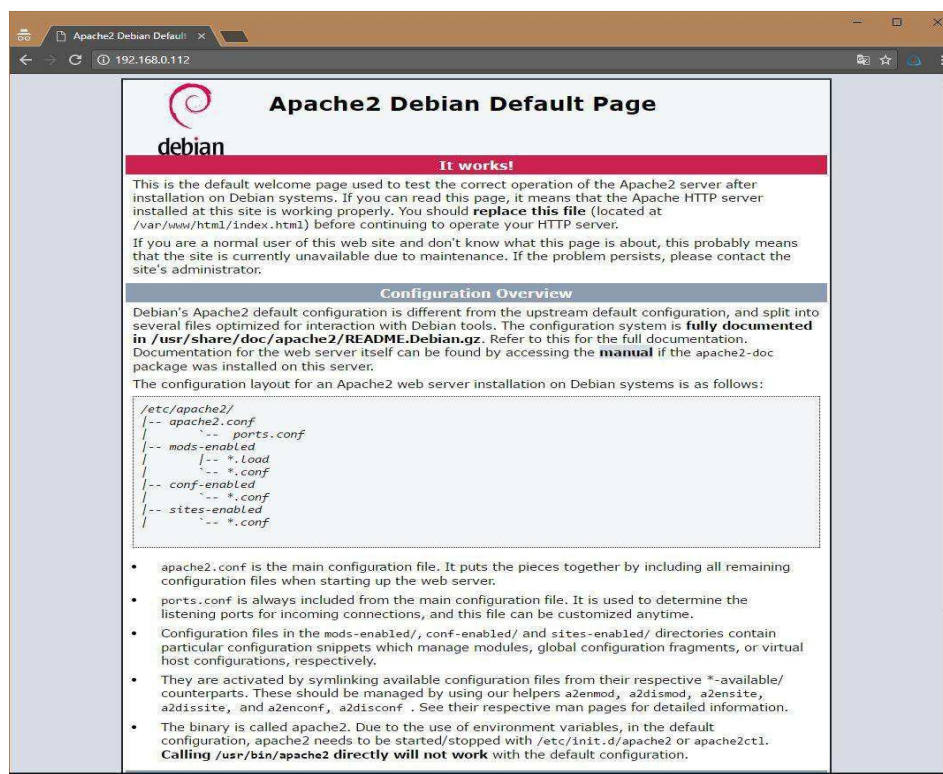 Apache2 Debian Default
192.168.0.112
debian
Apache2 Debian Default Page
It works!
This is the default welcome page used to test the correct operation of the Apache2 server after
installation on Debian systems. If you can read this page, it means that the Apache HTTP server
installed at this site is working properly. You should replace this file (located at
/var/www/html/index.html) before continuing to operate your HTTP server.
If you are a normal user of this web site and don't know what this page is about, this probably means
that the site is currently unavailable due to maintenance. If the problem persists, please contact the
site's administrator.
Configuration Overview
Debian's Apache2 default configuration is different from the upstream default configuration, and split into
several files optimized for interaction with Debian tools. The configuration system is fully documented
in /usr/share/doc/apache2/README.Debian.gz. Refer to this for the full documentation.
Documentation for the web server itself can be found by accessing the manual if the apache2-doc
package was installed on this server.
The configuration layout for an Apache2 web server installation on Debian systems is as follows:
/etc/apache2/
|-- apache2.conf
|       `--  ports.conf
|-- mods-enabled
|       |-- *.load
|       `-- *.conf
|-- conf-enabled
|       `-- *.conf
|-- sites-enabled
|       `-- *.conf
• apache2.conf is the main configuration file. It puts the pieces together by including all remaining
configuration files when starting up the web server.
• ports.conf is always included from the main configuration file. It is used to determine the
listening ports for incoming connections, and this file can be customized anytime.
• Configuration files in the mods-enabled/, conf-enabled/ and sites-enabled/ directories contain
particular configuration snippets which manage modules, global configuration fragments, or virtual
host configurations, respectively.
• They are activated by symlinking available configuration files from their respective *-available/
counterparts. These should be managed by using our helpers a2enmod, a2dismod, a2ensite,
a2dissite, and a2enconf, a2disconf . See their respective man pages for detailed information.
• The binary is called apache2. Due to the use of environment variables, in the default
configuration, apache2 needs to be started/stopped with /etc/init.d/apache2 or apache2ctl.
Calling /usr/bin/apache2 directly will not work with the default configuration.